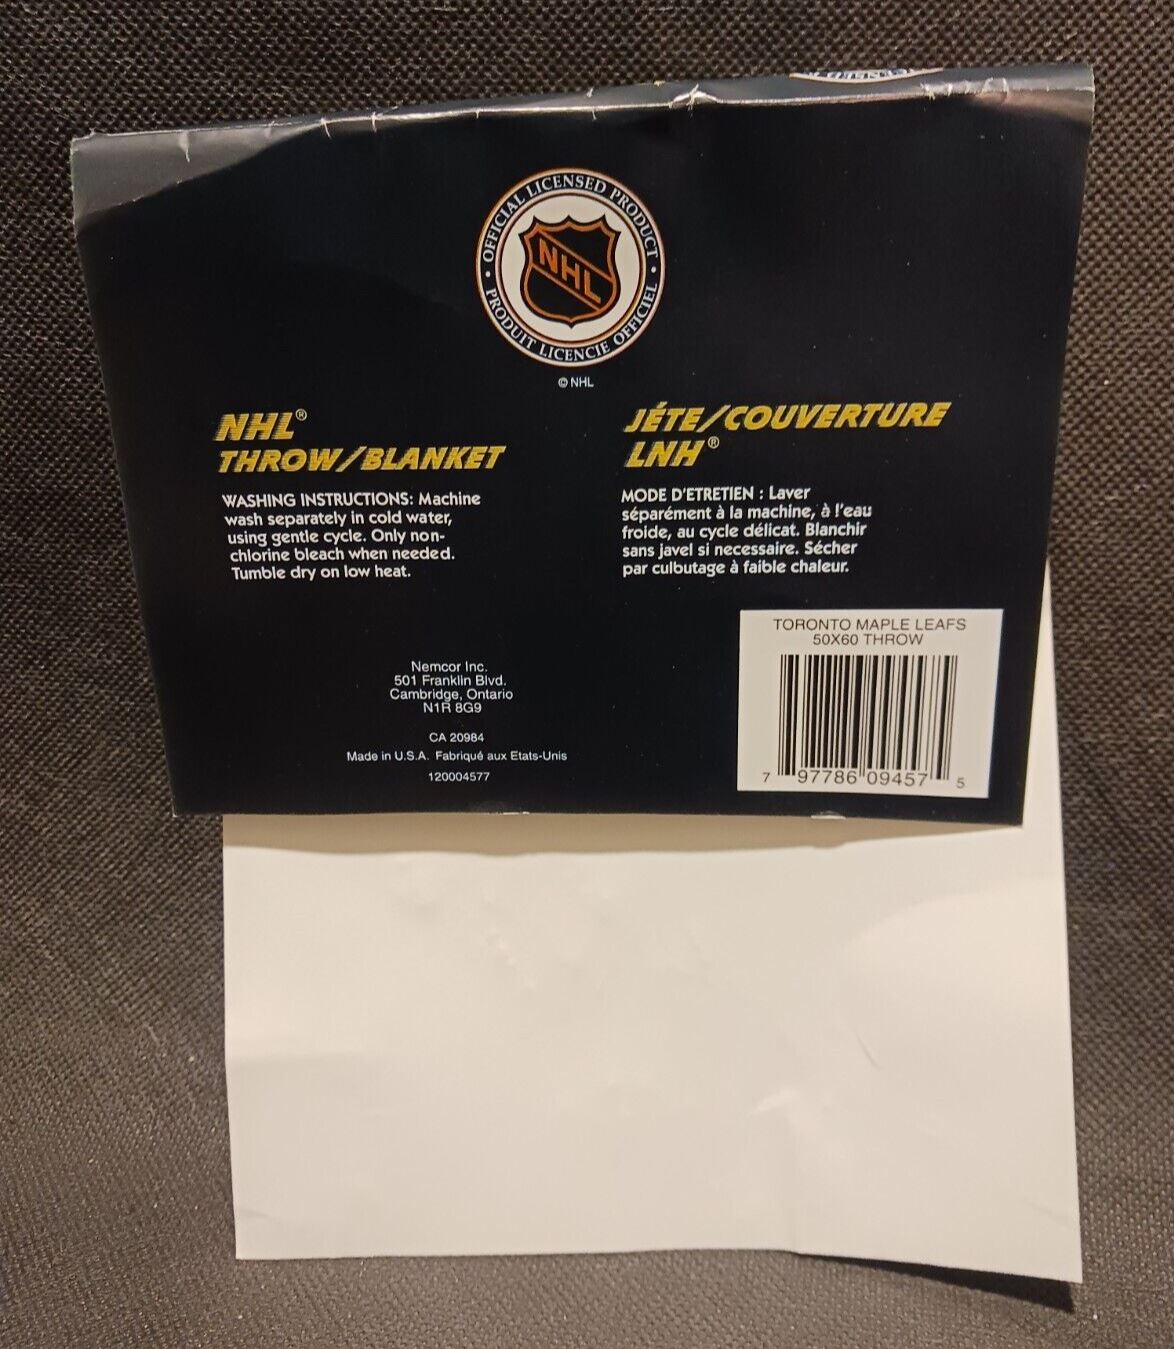 OFFICIAL LICENSED PRODUCT
NHL
PRODUIT LICENCIE OFFICIEL
© NHL
NHL®
THROW/BLANKET
WASHING INSTRUCTIONS: Machine
wash separately in cold water,
using gentle cycle. Only non-
chlorine bleach when needed.
Tumble dry on low heat.
JÉTE/COUVERTURE
LNH®
MODE D'ETRETIEN : Laver
séparément à la machine, à l'eau
froide, au cycle délicat. Blanchir
sans javel si necessaire. Sécher
par culbutage à faible chaleur.
Nemcor Inc.
501 Franklin Blvd.
Cambridge, Ontario
N1R 8G9
CA 20984
Made in U.S.A. Fabriqué aux Etats-Unis
120004577
TORONTO MAPLE LEAFS
50X60 THROW
7 97786 09457 5